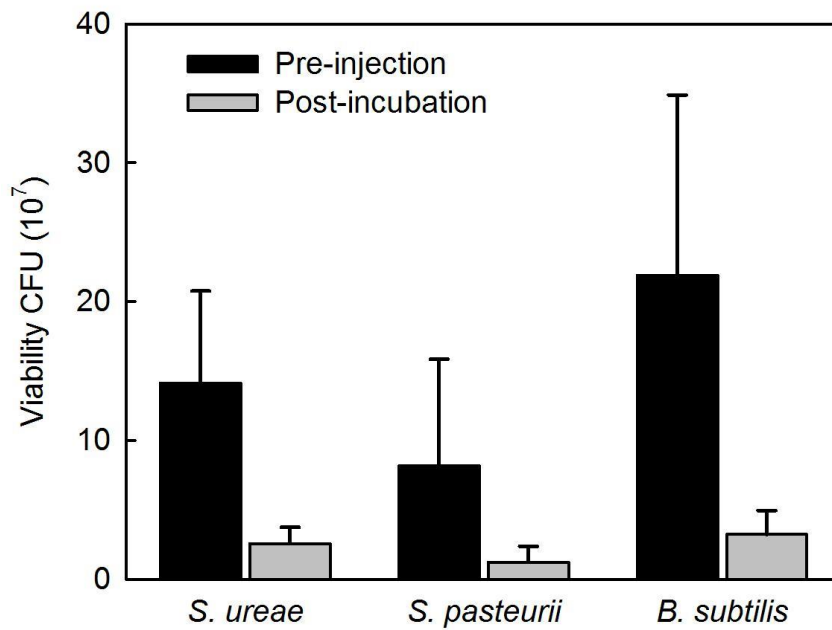 40
30
20
10
0
Viability CFU (10⁷)
Pre-injection
Post-incubation
S. ureae
S. pasteurii
B. subtilis